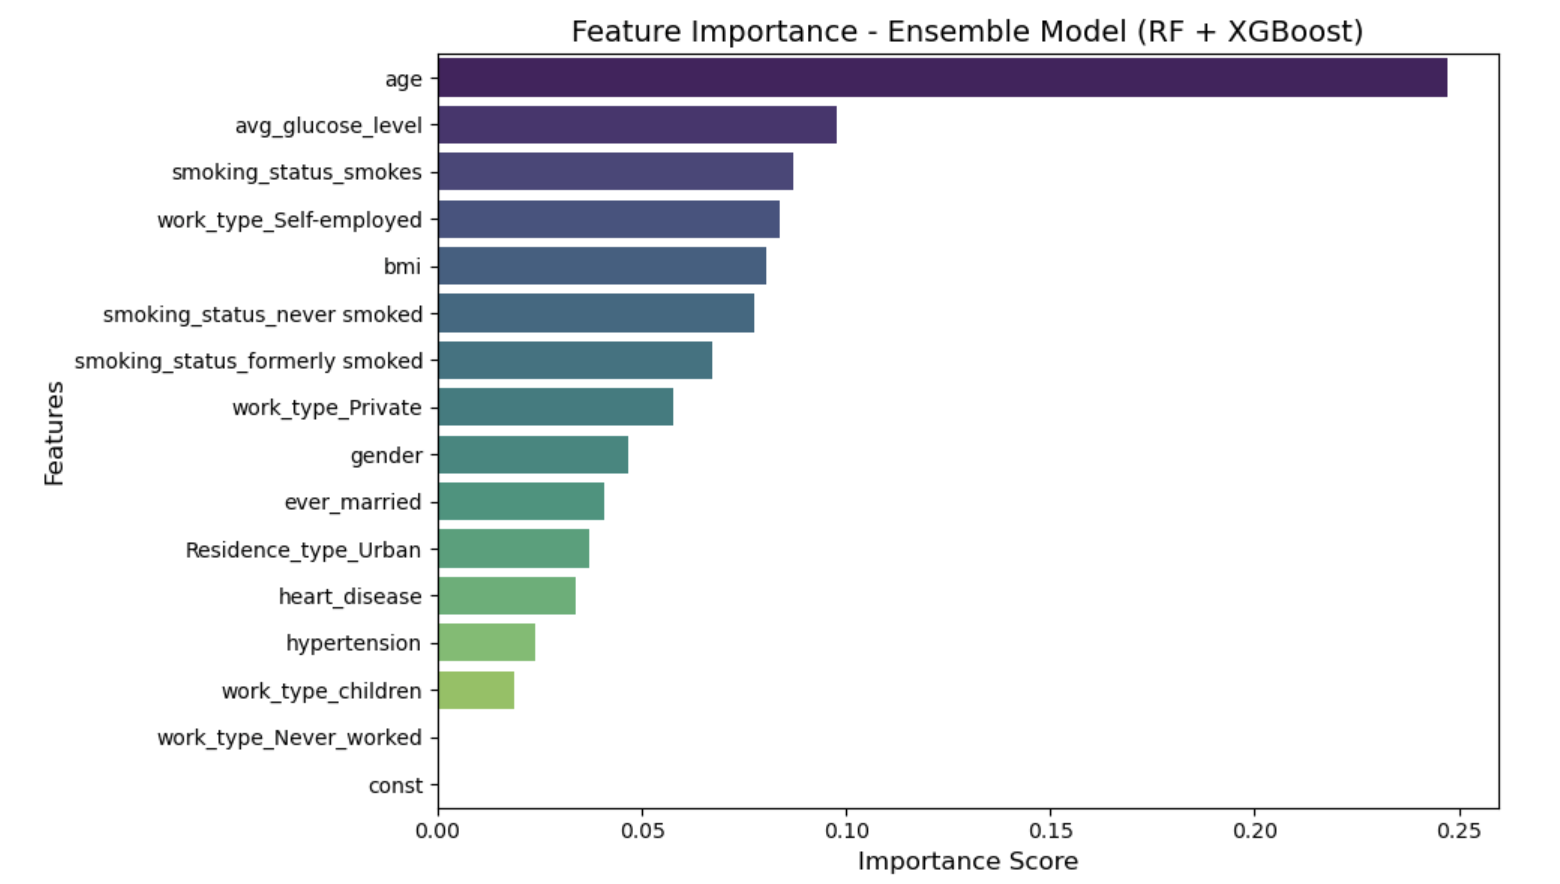 Feature Importance - Ensemble Model (RF + XGBoost)
age
avg_glucose_level
smoking_status_smokes
work_type_Self-employed
bmi
smoking_status_never smoked
smoking_status_formerly smoked
work_type_Private
gender
ever_married
Residence_type_Urban
heart_disease
hypertension
work_type_children
work_type_Never_worked
const
Features
0.00 0.05 0.10 0.15 0.20 0.25
Importance Score